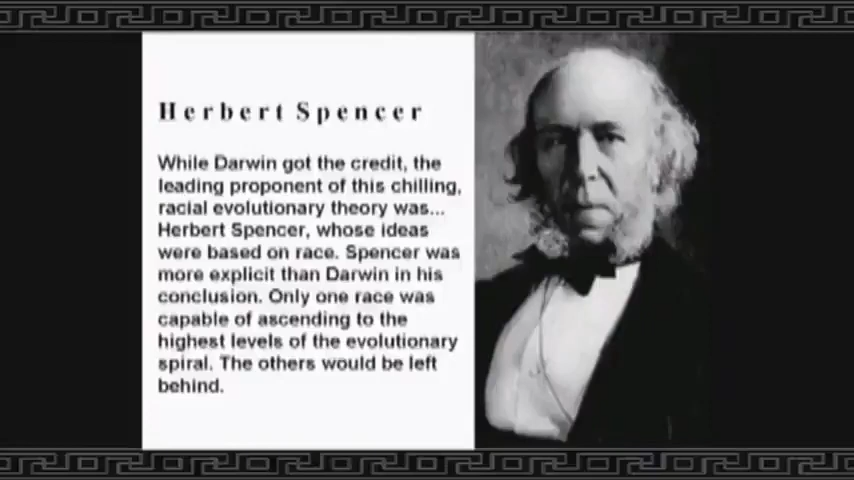 Herbert Spencer
While Darwin got the credit, the
leading proponent of this chilling,
racial evolutionary theory was...
Herbert Spencer, whose ideas
were based on race. Spencer was
more explicit than Darwin in his
conclusion. Only one race was
capable of ascending to the
highest levels of the evolutionary
spiral. The others would be left
behind.